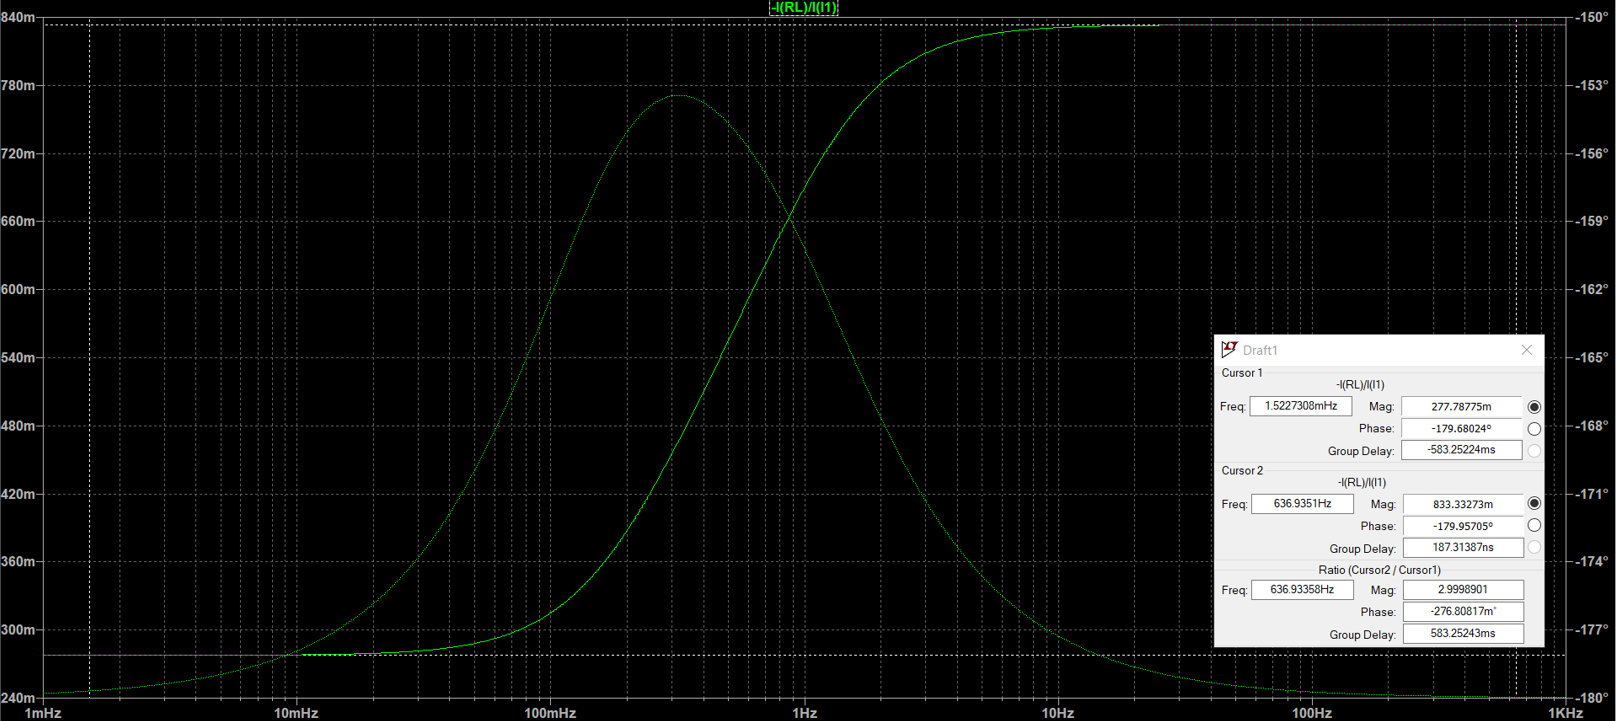 -I(RL)/I(I1)
840m
780m
720m
660m
600m
540m
480m
420m
360m
300m
240m
-150°
-153°
-156°
-159°
-162°
-165°
-168°
-171°
-174°
-177°
-180°
1mHz 10mHz 100mHz 1Hz 10Hz 100Hz 1KHz
Draft1
Cursor 1
-I(RL)/I(I1)
Freq: 1.5227308mHz Mag: 277.78775m
Phase: -179.68024°
Group Delay: -583.25224ms
Cursor 2
-I(RL)/I(I1)
Freq: 636.9351Hz Mag: 833.33273m
Phase: -179.95705°
Group Delay: 187.31387ns
Ratio (Cursor2 / Cursor1)
Freq: 636.93358Hz Mag: 2.9998901
Phase: -276.80817m°
Group Delay: 583.25243ms